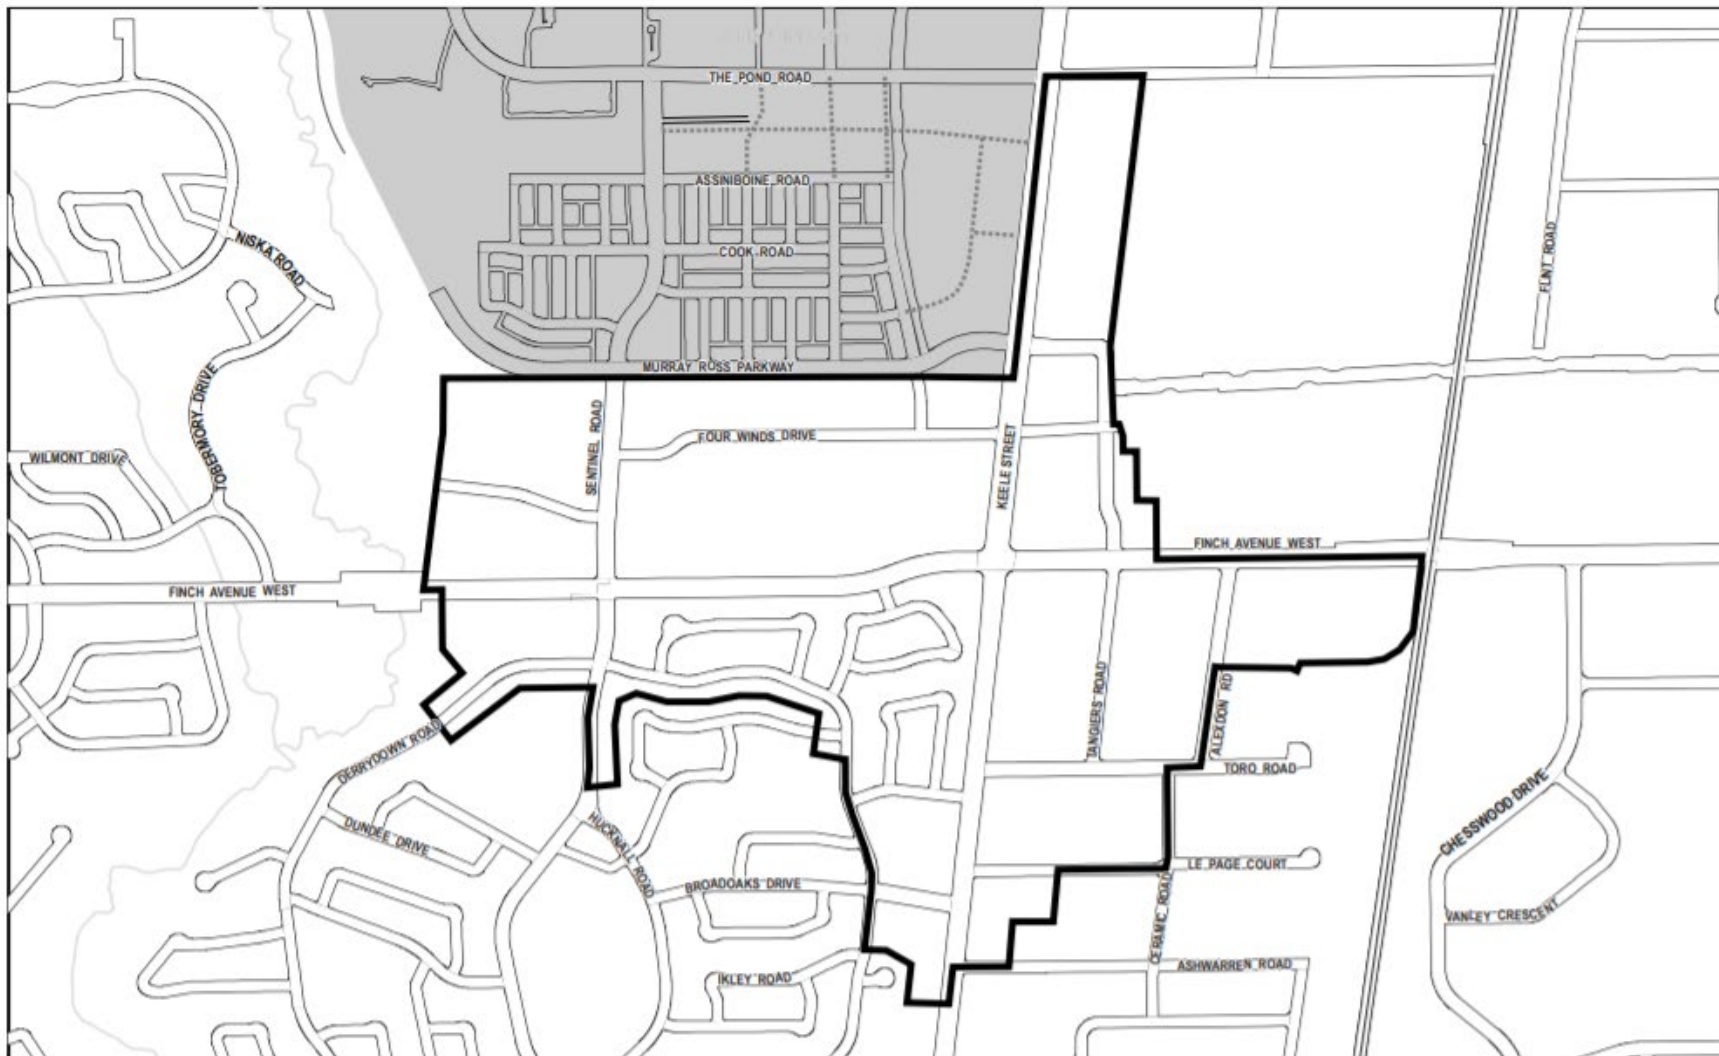 THE POND ROAD
ASSINIBOINE ROAD
NISKA ROAD
COOK ROAD
FLINT ROAD
MURRAY ROSS PARKWAY
TOBERMORY DRIVE
SENTINEL ROAD
FOUR WINDS DRIVE
KEELE STREET
WILMONT DRIVE
FINCH AVENUE WEST
FINCH AVENUE WEST
TANGIERS ROAD
ALEXDON RD
DERRYDOWN ROAD
TORO ROAD
CHESSWOOD DRIVE
DUNDEE DRIVE
HUCKNALL ROAD
LE PAGE COURT
BROADOAKS DRIVE
CERAMIC ROAD
VANLEY CRESCENT
IKLEY ROAD
ASHWARREN ROAD